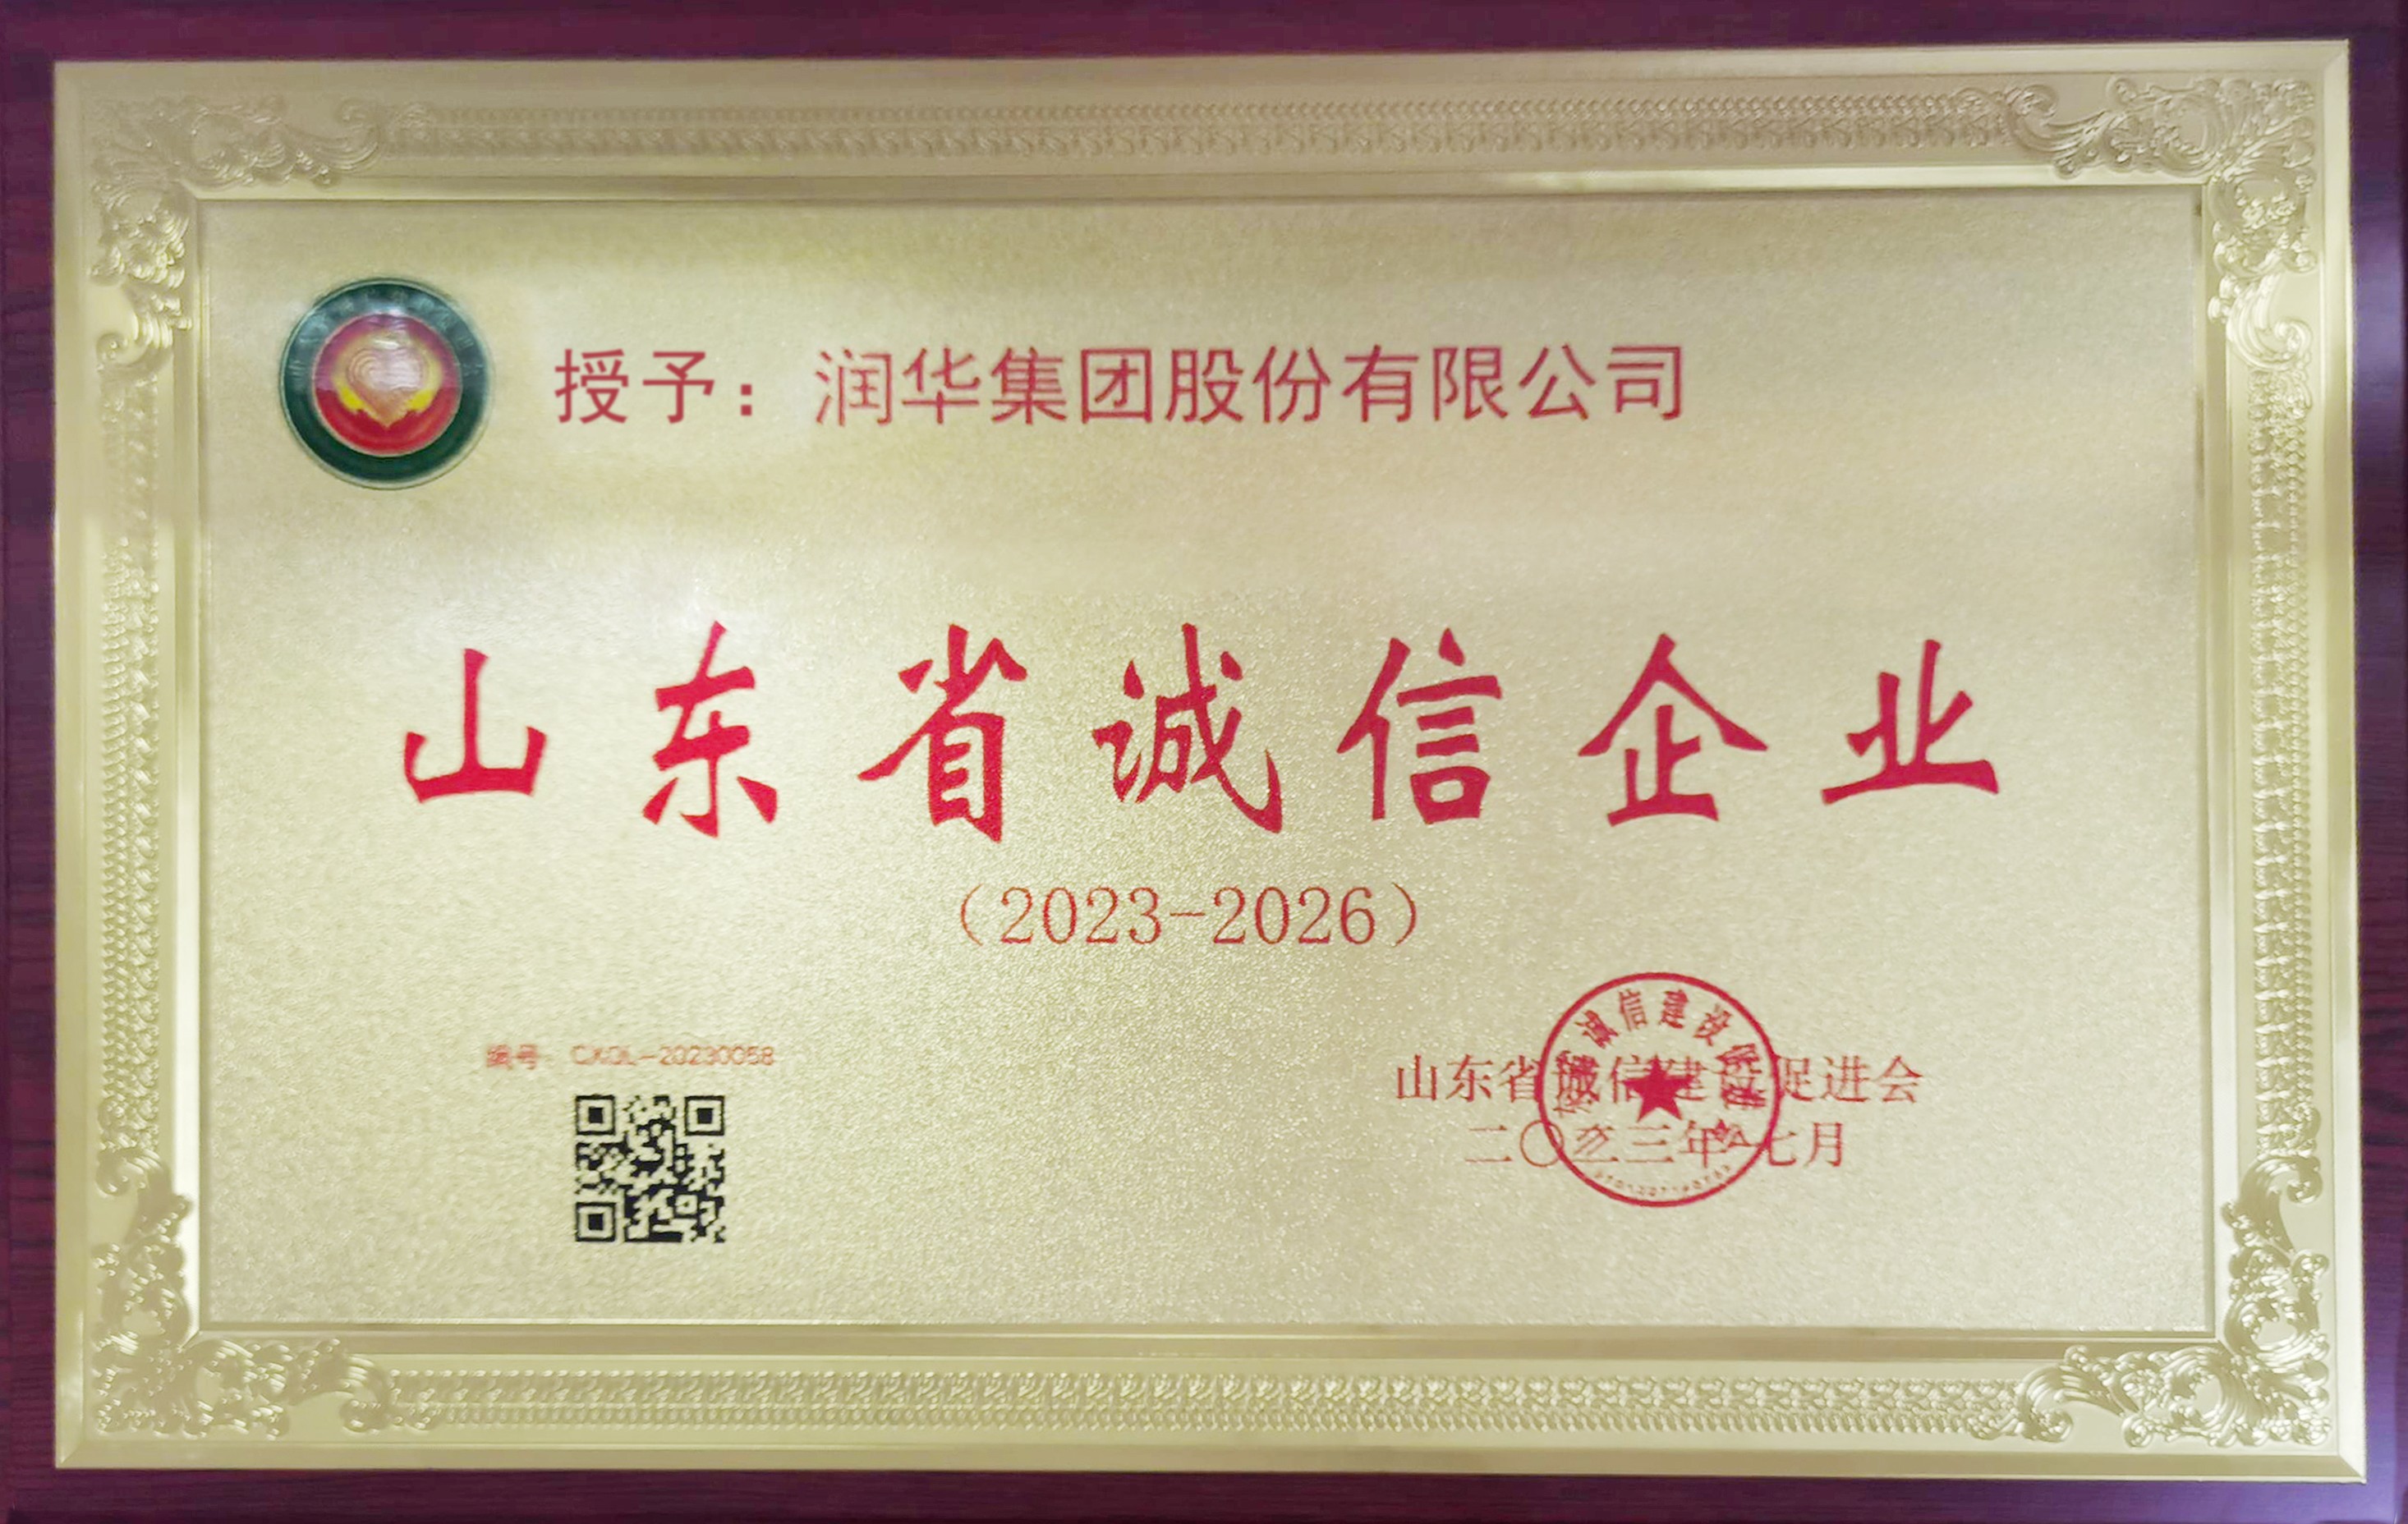 授予：润华集团股份有限公司
山东省诚信企业
（2023-2026）
编号：CXQL-20230058
山东省诚信建设促进会
二〇二三年七月